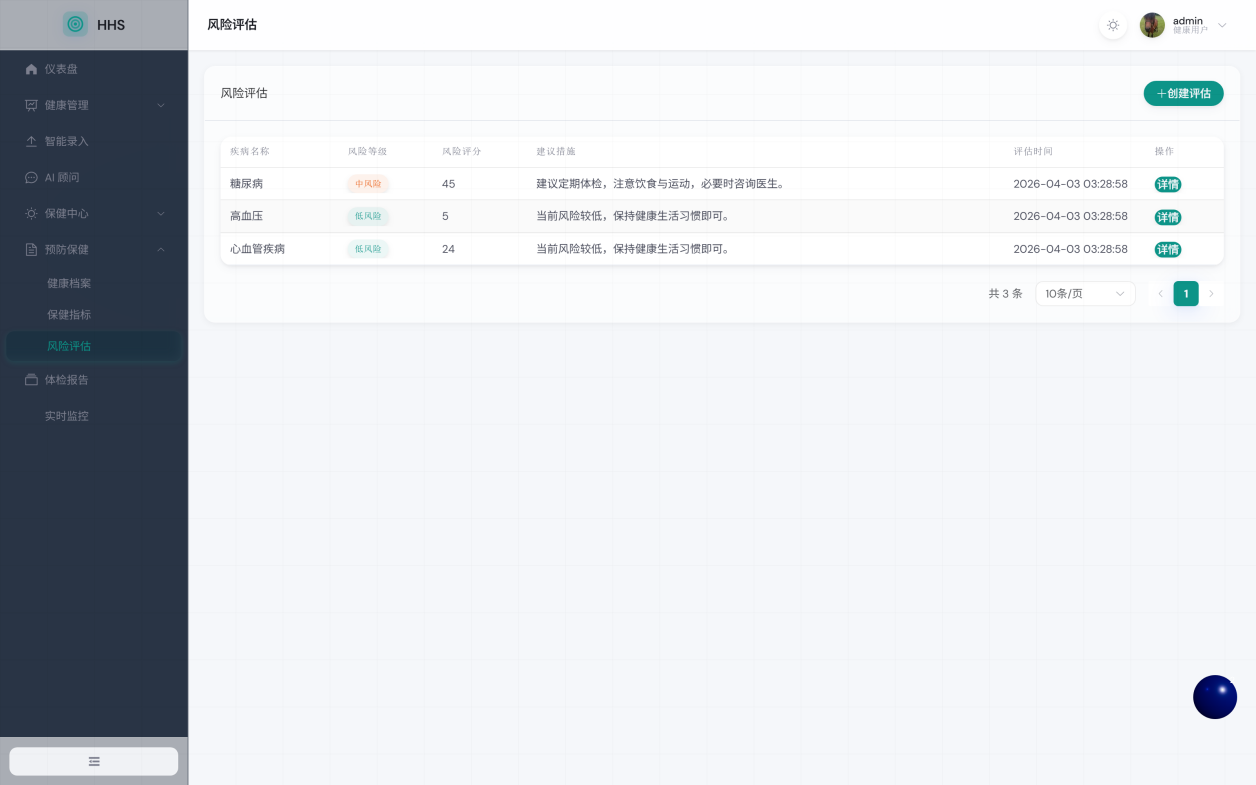 HHS
风险评估
admin
健康用户
仪表盘
健康管理
智能录入
AI 顾问
保健中心
预防保健
健康档案
保健指标
风险评估
体检报告
实时监控
风险评估
+创建评估
疾病名称 风险等级 风险评分 建议措施 评估时间 操作
糖尿病 中风险 45 建议定期体检，注意饮食与运动，必要时咨询医生。 2026-04-03 03:28:58 详情
高血压 低风险 5 当前风险较低，保持健康生活习惯即可。 2026-04-03 03:28:58 详情
心血管疾病 低风险 24 当前风险较低，保持健康生活习惯即可。 2026-04-03 03:28:58 详情
共 3 条 10条/页 1